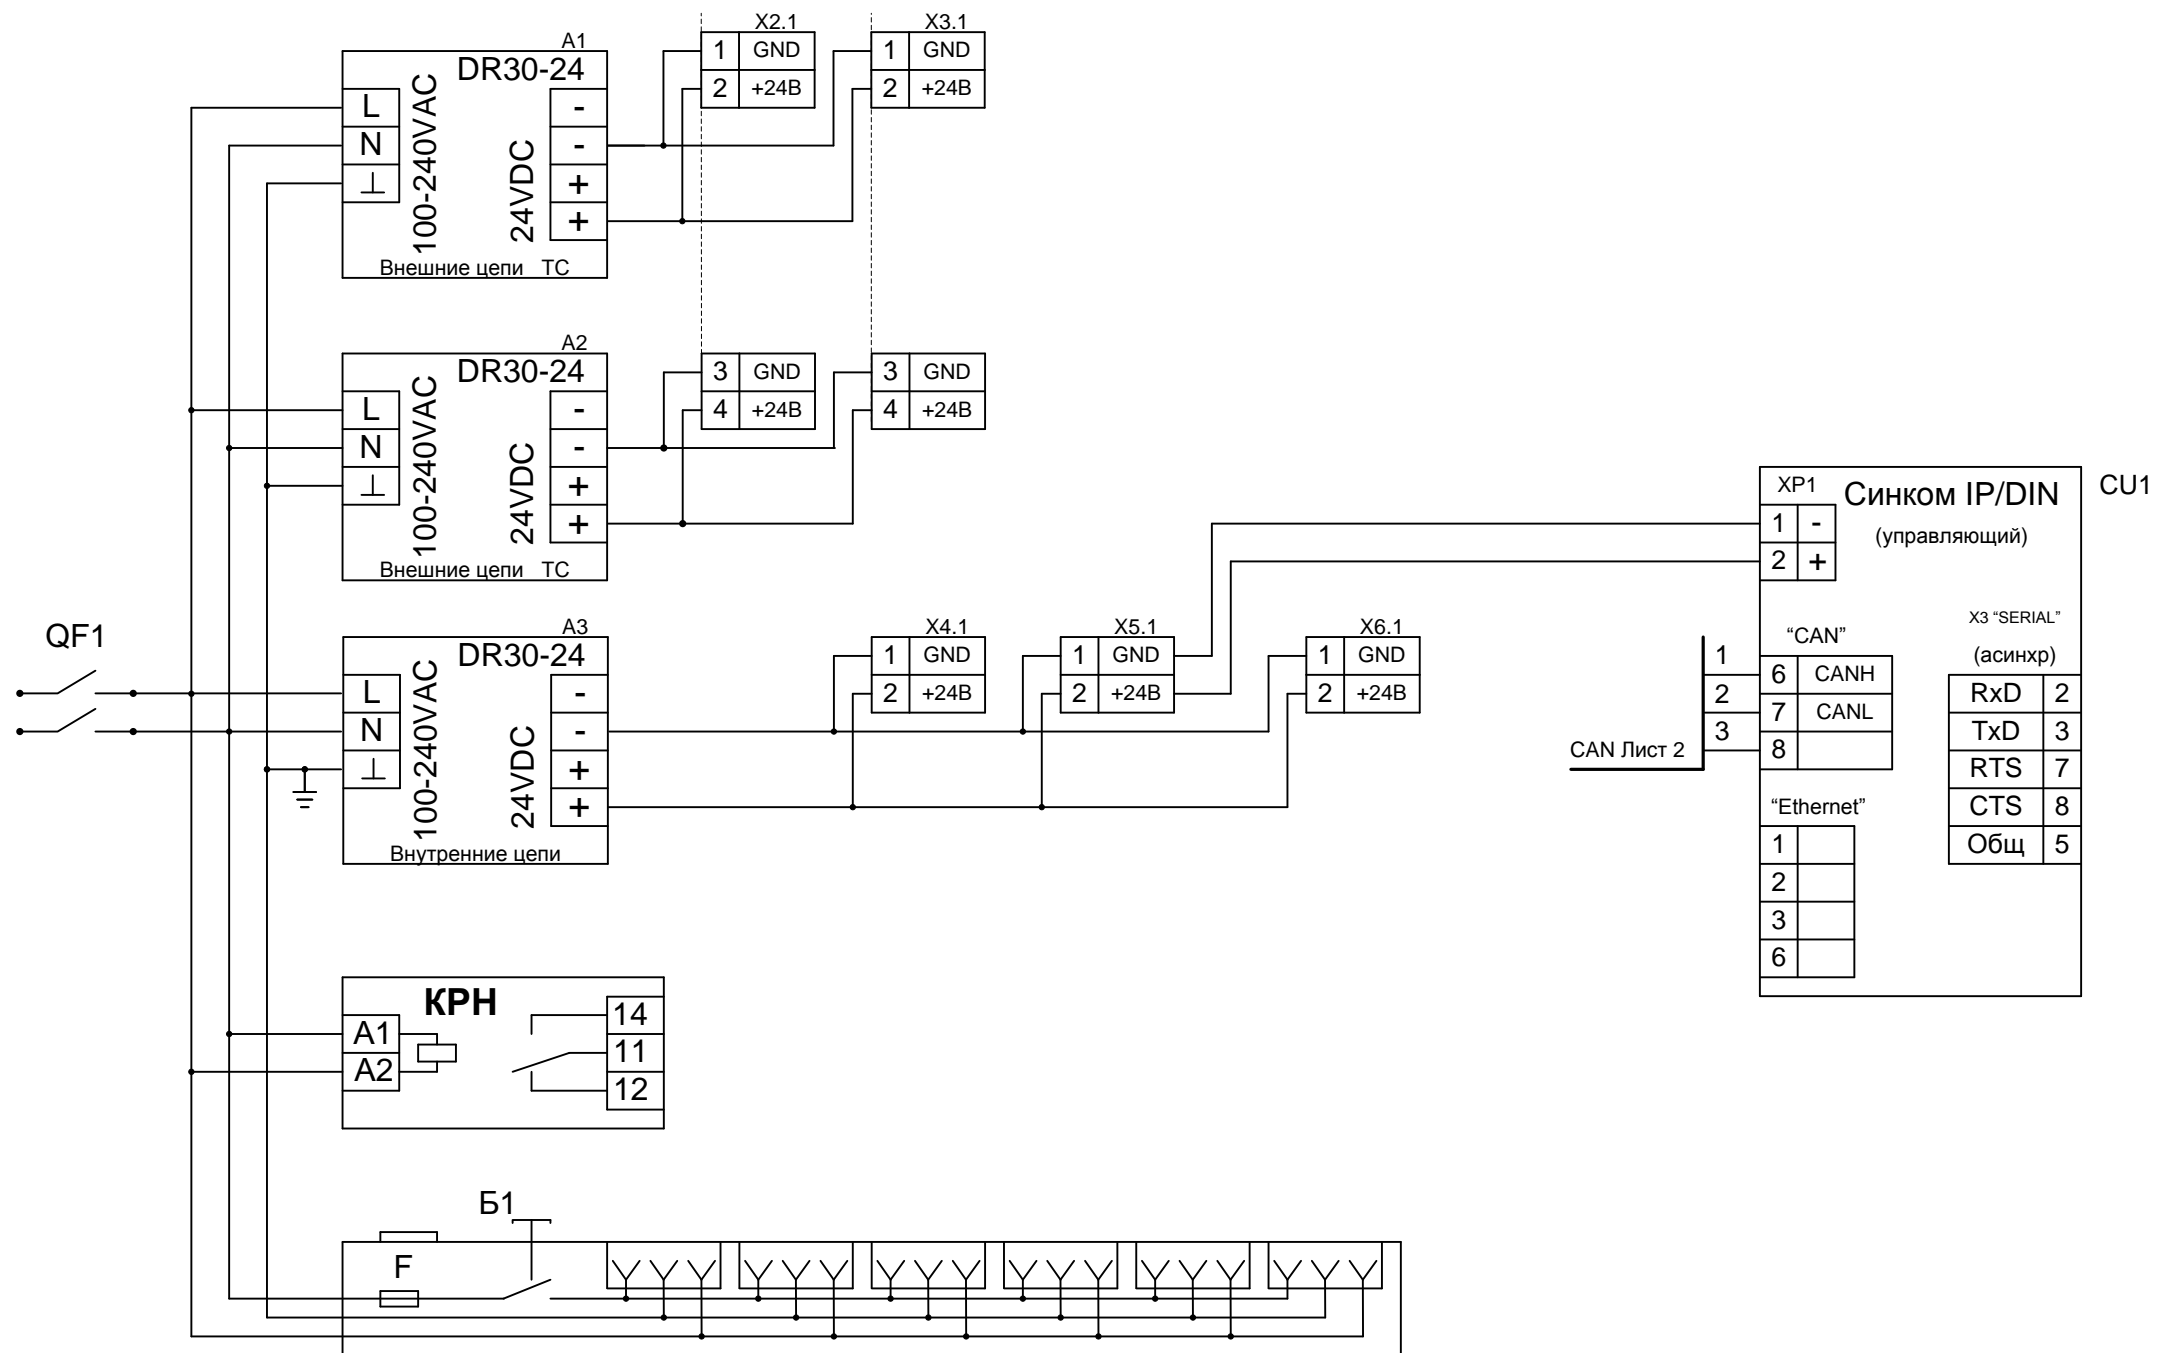 A1
DR30-24
L
N
⊥
100-240VAC
24VDC
-
-
+
+
Внешние цепи ТС
X2.1
1 GND
2 +24В
X3.1
1 GND
2 +24В
A2
DR30-24
L
N
⊥
100-240VAC
24VDC
-
-
+
+
Внешние цепи ТС
3 GND
4 +24В
3 GND
4 +24В
QF1
A3
DR30-24
L
N
⊥
100-240VAC
24VDC
-
-
+
+
Внутренние цепи
X4.1
1 GND
2 +24В
X5.1
1 GND
2 +24В
X6.1
1 GND
2 +24В
CU1
XP1
Синком IP/DIN
(управляющий)
1 -
2 +
“CAN”
1
2
3
6 CANH
7 CANL
8
CAN Лист 2
X3 “SERIAL”
(асинхр)
RxD 2
TxD 3
RTS 7
CTS 8
Общ 5
“Ethernet”
1
2
3
6
КРН
A1
A2
14
11
12
Б1
F